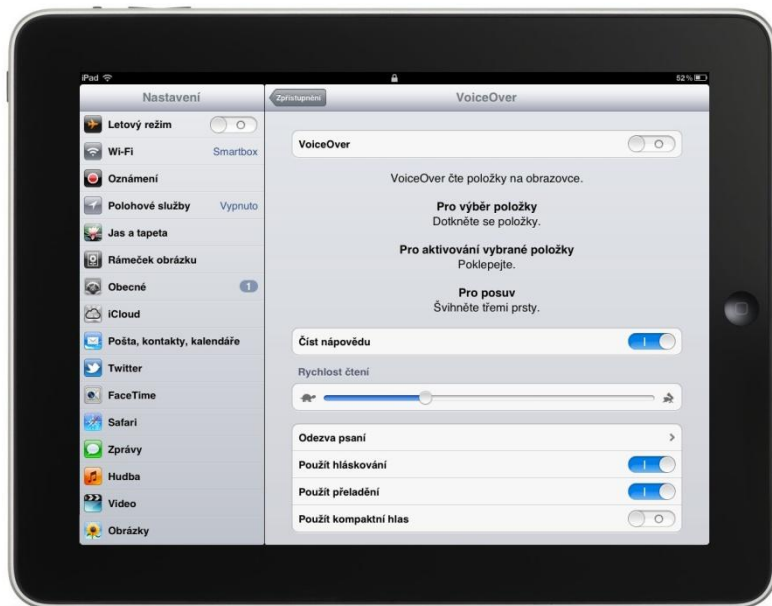 iPad
52%
Nastavení
Zpřístupnění
VoiceOver
Letový režim
Wi-Fi
Smartbox
Oznámení
Polohové služby
Vypnuto
Jas a tapeta
Rámeček obrázku
Obecné
1
iCloud
Pošta, kontakty, kalendáře
Twitter
FaceTime
Safari
Zprávy
Hudba
Video
Obrázky
VoiceOver
VoiceOver čte položky na obrazovce.
Pro výběr položky
Dotkněte se položky.
Pro aktivování vybrané položky
Poklepejte.
Pro posuv
Švihněte třemi prsty.
Číst nápovědu
Rychlost čtení
Odezva psaní
Použít hláskování
Použít přeladění
Použít kompaktní hlas